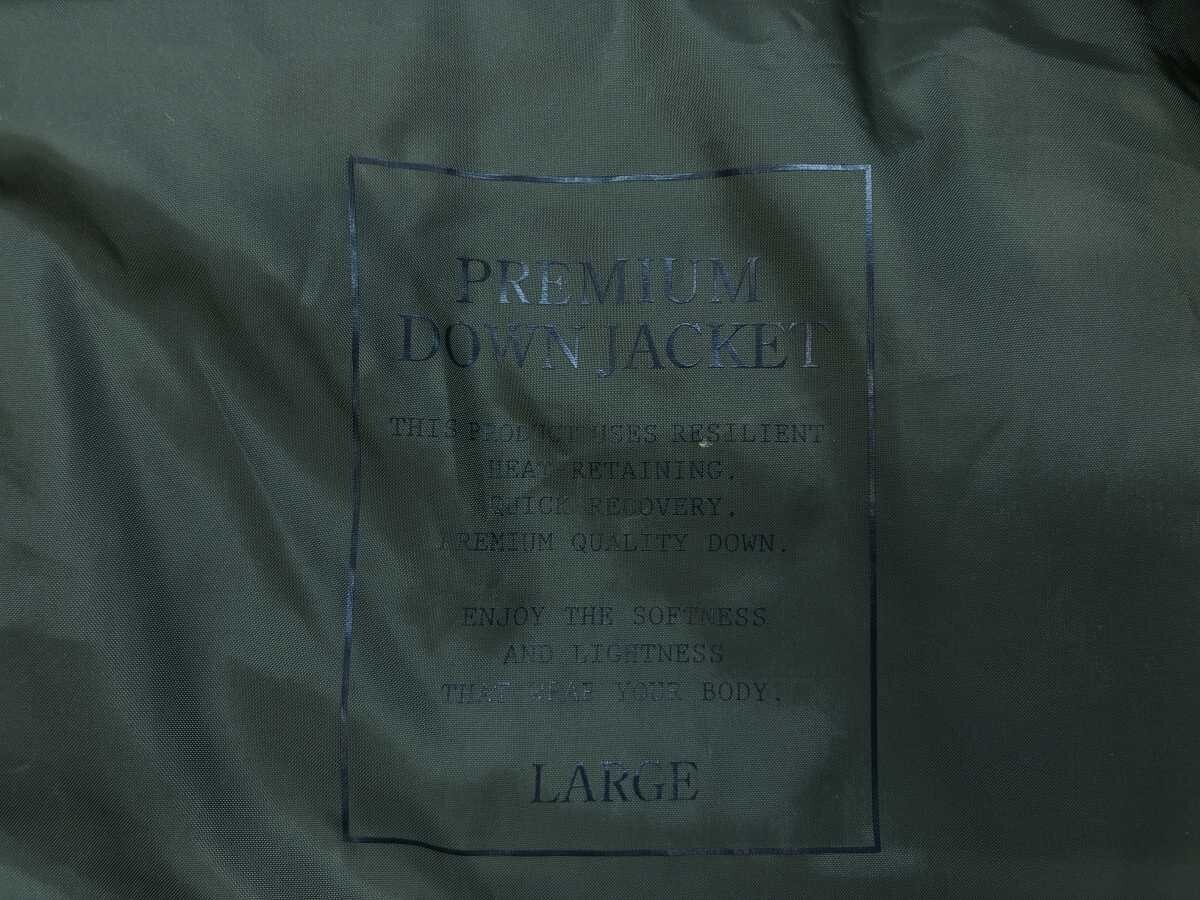 PREMIUM
DOWN JACKET
THIS PRODUCT USES RESILIENT
HEAT-RETAINING.
QUICK RECOVERY.
PREMIUM QUALITY DOWN.
ENJOY THE SOFTNESS
AND LIGHTNESS
THAT WRAP YOUR BODY.
LARGE